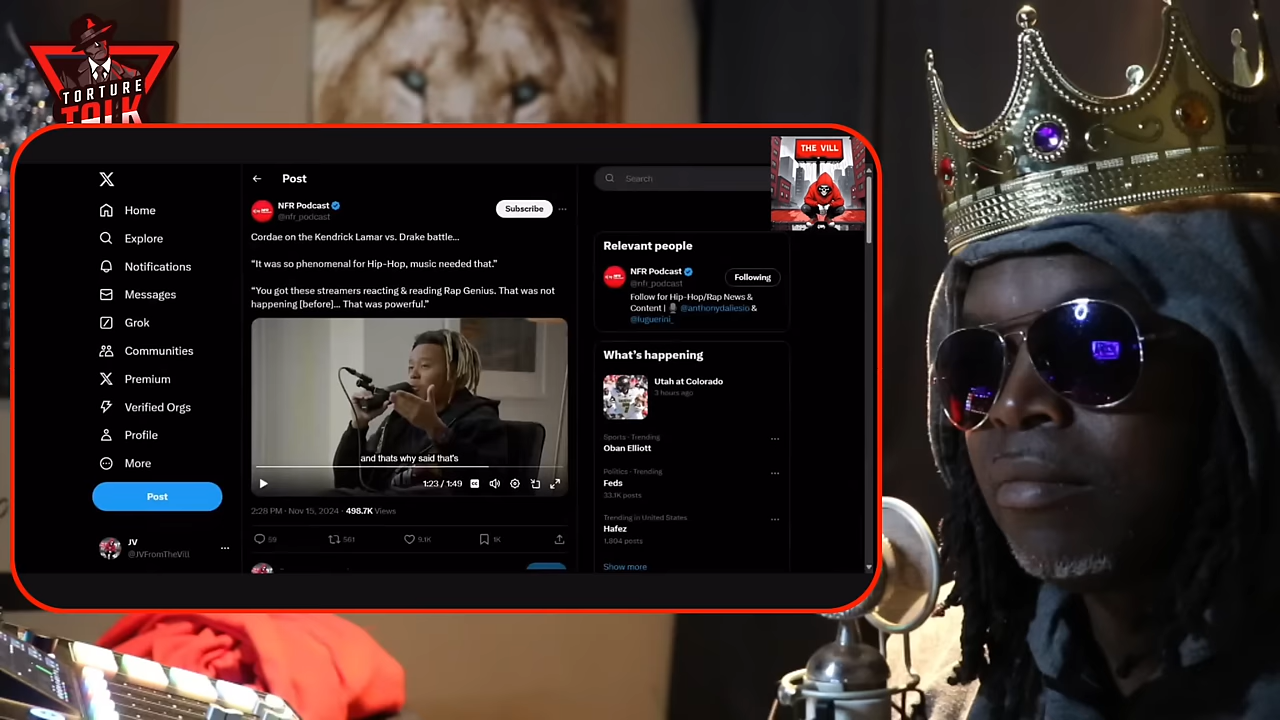 TORTURE
TALK
THE VILL
Post
Search
NFR Podcast
@nfr_podcast
Subscribe
Cordae on the Kendrick Lamar vs. Drake battle...
"It was so phenomenal for Hip-Hop, music needed that."
"You got these streamers reacting & reading Rap Genius. That was not
happening [before]... That was powerful."
and thats why said that's
1:23 / 1:49
2:28 PM · Nov 15, 2024 · 498.7K Views
59
561
9.1K
1K
Home
Explore
Notifications
Messages
Grok
Communities
Premium
Verified Orgs
Profile
More
Post
JV
@JVFromTheVill
Relevant people
NFR Podcast
@nfr_podcast
Following
Follow for Hip-Hop/Rap News &
Content | @anthonydaliesio &
@luguerini_
What's happening
Utah at Colorado
3 hours ago
Sports · Trending
Oban Elliott
Politics · Trending
Feds
33.1K posts
Trending in United States
Hafez
1,804 posts
Show more